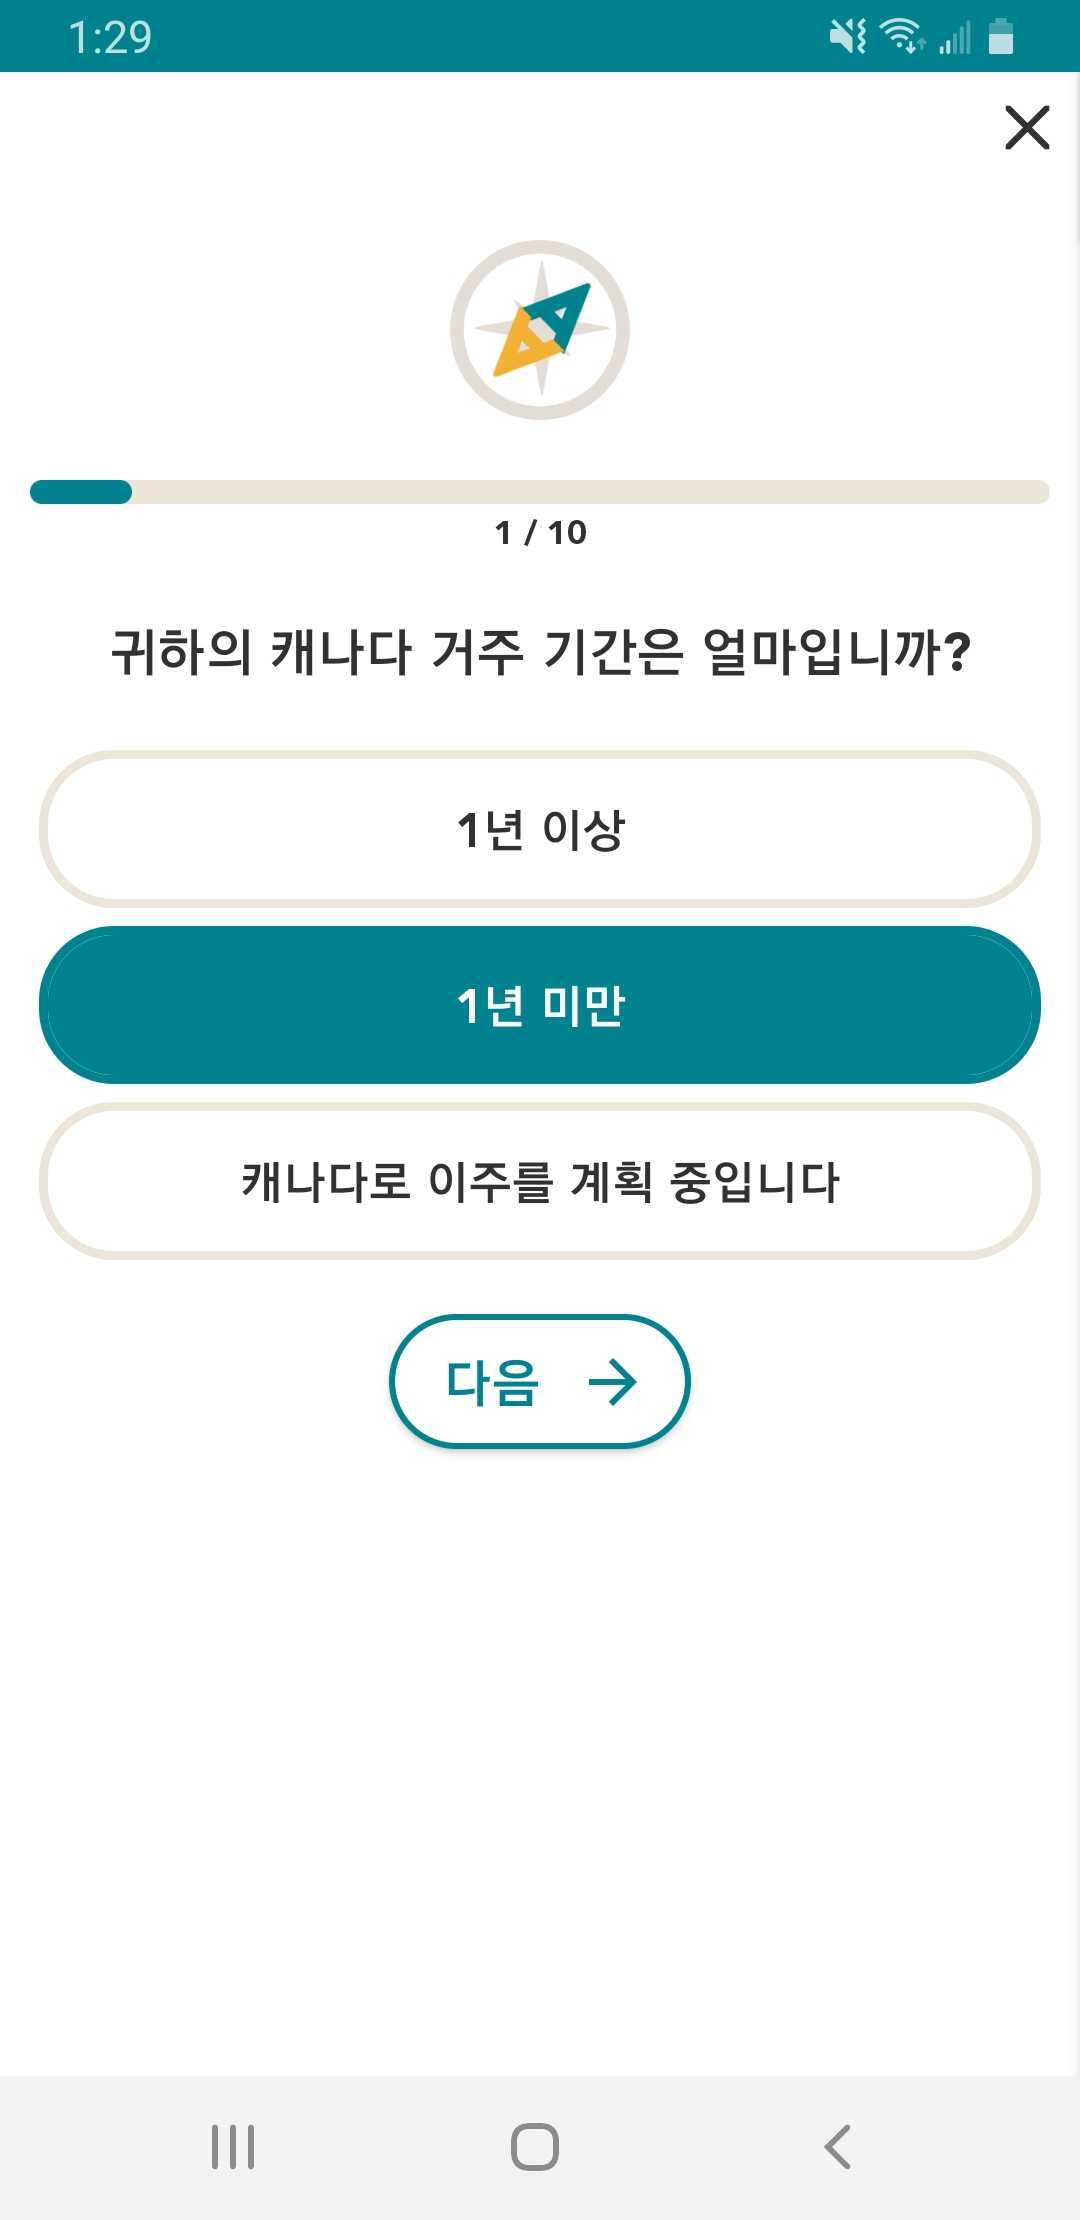 1:29
1 / 10
귀하의 캐나다 거주 기간은 얼마입니까?
1년 이상
1년 미만
캐나다로 이주를 계획 중입니다
다음